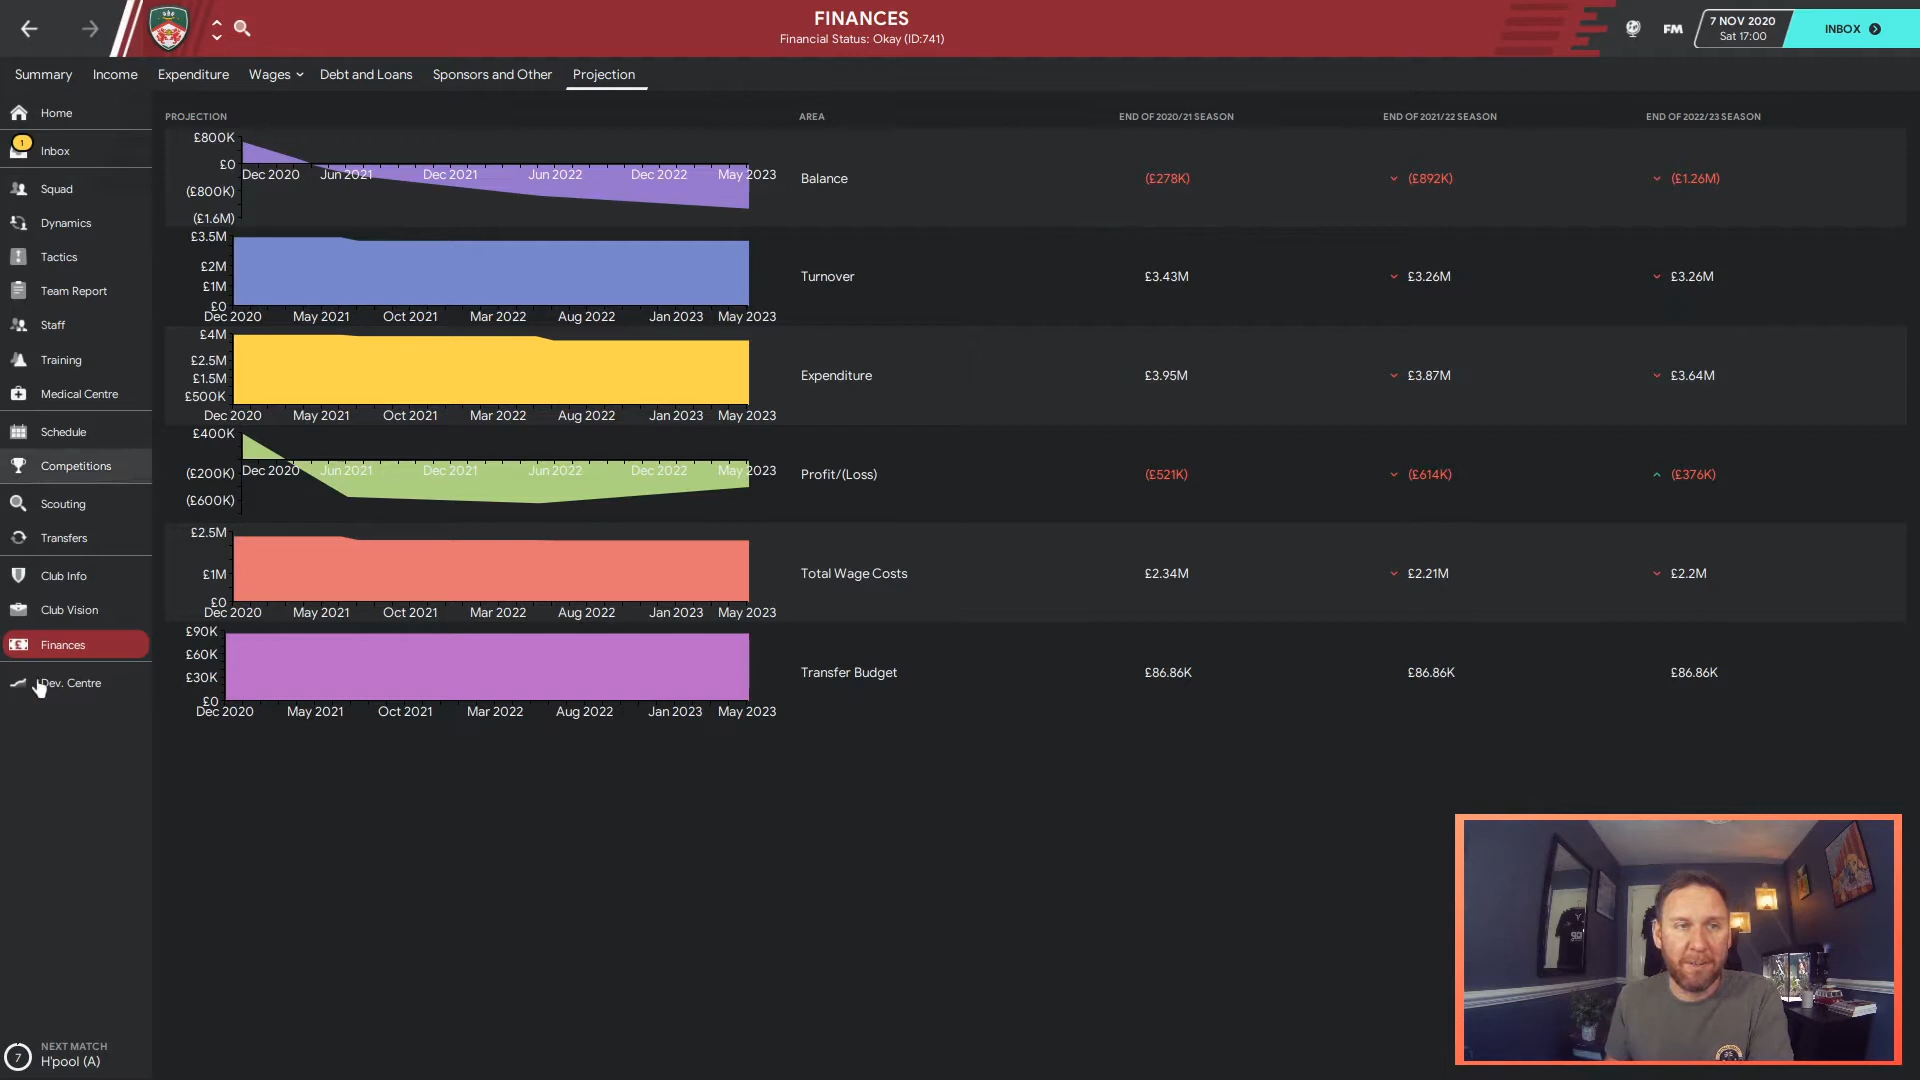 FINANCES
Financial Status: Okay (ID:741)
FM
7 NOV 2020
Sat 17:00
INBOX
Summary
Income
Expenditure
Wages
Debt and Loans
Sponsors and Other
Projection
Home
1
Inbox
Squad
Dynamics
Tactics
Team Report
Staff
Training
Medical Centre
Schedule
Competitions
Scouting
Transfers
Club Info
Club Vision
Finances
Dev. Centre
7
NEXT MATCH
H'pool (A)
PROJECTION
AREA
END OF 2020/21 SEASON
END OF 2021/22 SEASON
END OF 2022/23 SEASON
£800K
£0
(£800K)
(£1.6M)
Dec 2020 Jun 2021 Dec 2021 Jun 2022 Dec 2022 May 2023
Balance
(£278K)
(£892K)
(£1.26M)
£3.5M
£2M
£1M
£0
Dec 2020 May 2021 Oct 2021 Mar 2022 Aug 2022 Jan 2023 May 2023
Turnover
£3.43M
£3.26M
£3.26M
£4M
£2.5M
£1.5M
£500K
Dec 2020 May 2021 Oct 2021 Mar 2022 Aug 2022 Jan 2023 May 2023
Expenditure
£3.95M
£3.87M
£3.64M
£400K
(£200K)
(£600K)
Dec 2020 Jun 2021 Dec 2021 Jun 2022 Dec 2022 May 2023
Profit/(Loss)
(£521K)
(£614K)
(£376K)
£2.5M
£1M
£0
Dec 2020 May 2021 Oct 2021 Mar 2022 Aug 2022 Jan 2023 May 2023
Total Wage Costs
£2.34M
£2.21M
£2.2M
£90K
£60K
£30K
£0
Dec 2020 May 2021 Oct 2021 Mar 2022 Aug 2022 Jan 2023 May 2023
Transfer Budget
£86.86K
£86.86K
£86.86K